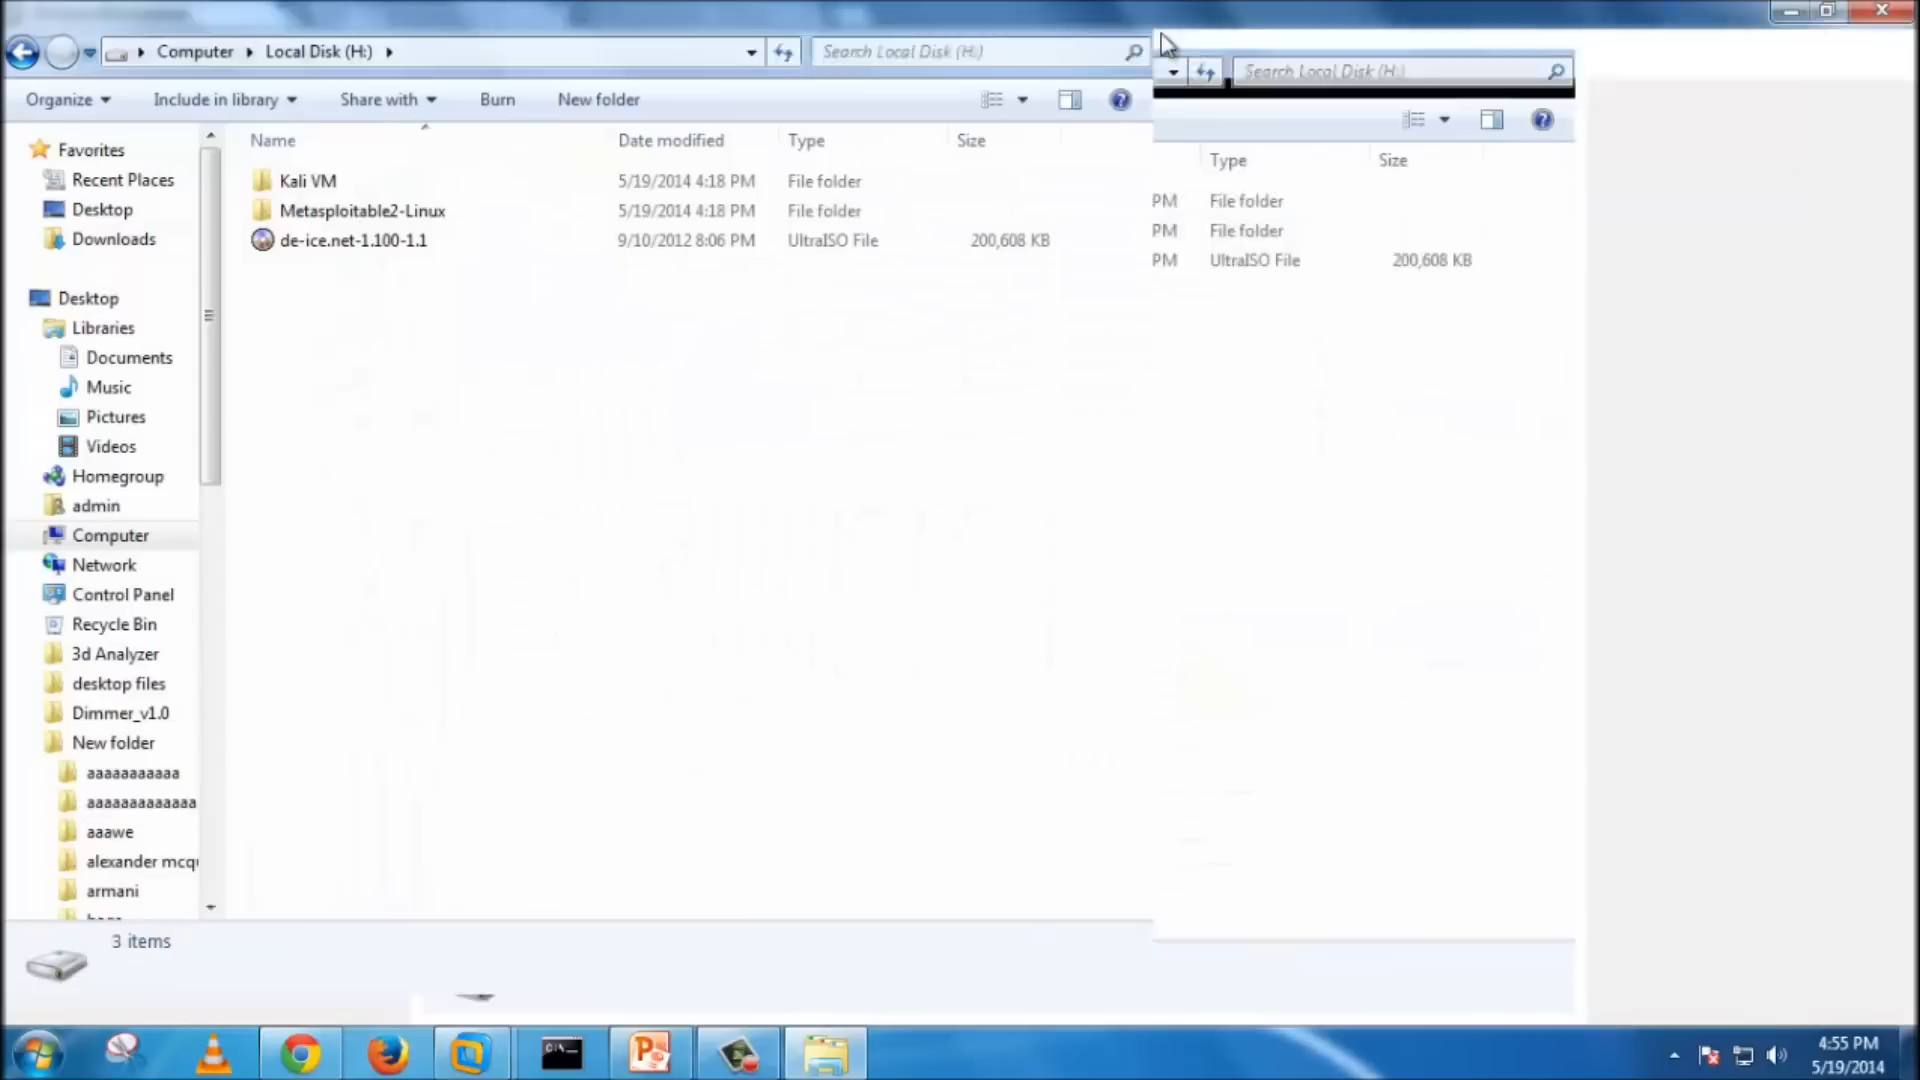 Computer Local Disk (H:)
Search Local Disk (H:)
Search Local Disk (H:)
Organize Include in library Share with Burn New folder
Name Date modified Type Size
Type Size
Kali VM 5/19/2014 4:18 PM File folder
PM File folder
Metasploitable2-Linux 5/19/2014 4:18 PM File folder
PM File folder
de-ice.net-1.100-1.1 9/10/2012 8:06 PM UltraISO File 200,608 KB
PM UltraISO File 200,608 KB
Favorites
Recent Places
Desktop
Downloads
Desktop
Libraries
Documents
Music
Pictures
Videos
Homegroup
admin
Computer
Network
Control Panel
Recycle Bin
3d Analyzer
desktop files
Dimmer_v1.0
New folder
aaaaaaaaaaa
aaaaaaaaaaaaa
aaawe
alexander mcq
armani
3 items
C:\
4:55 PM
5/19/2014